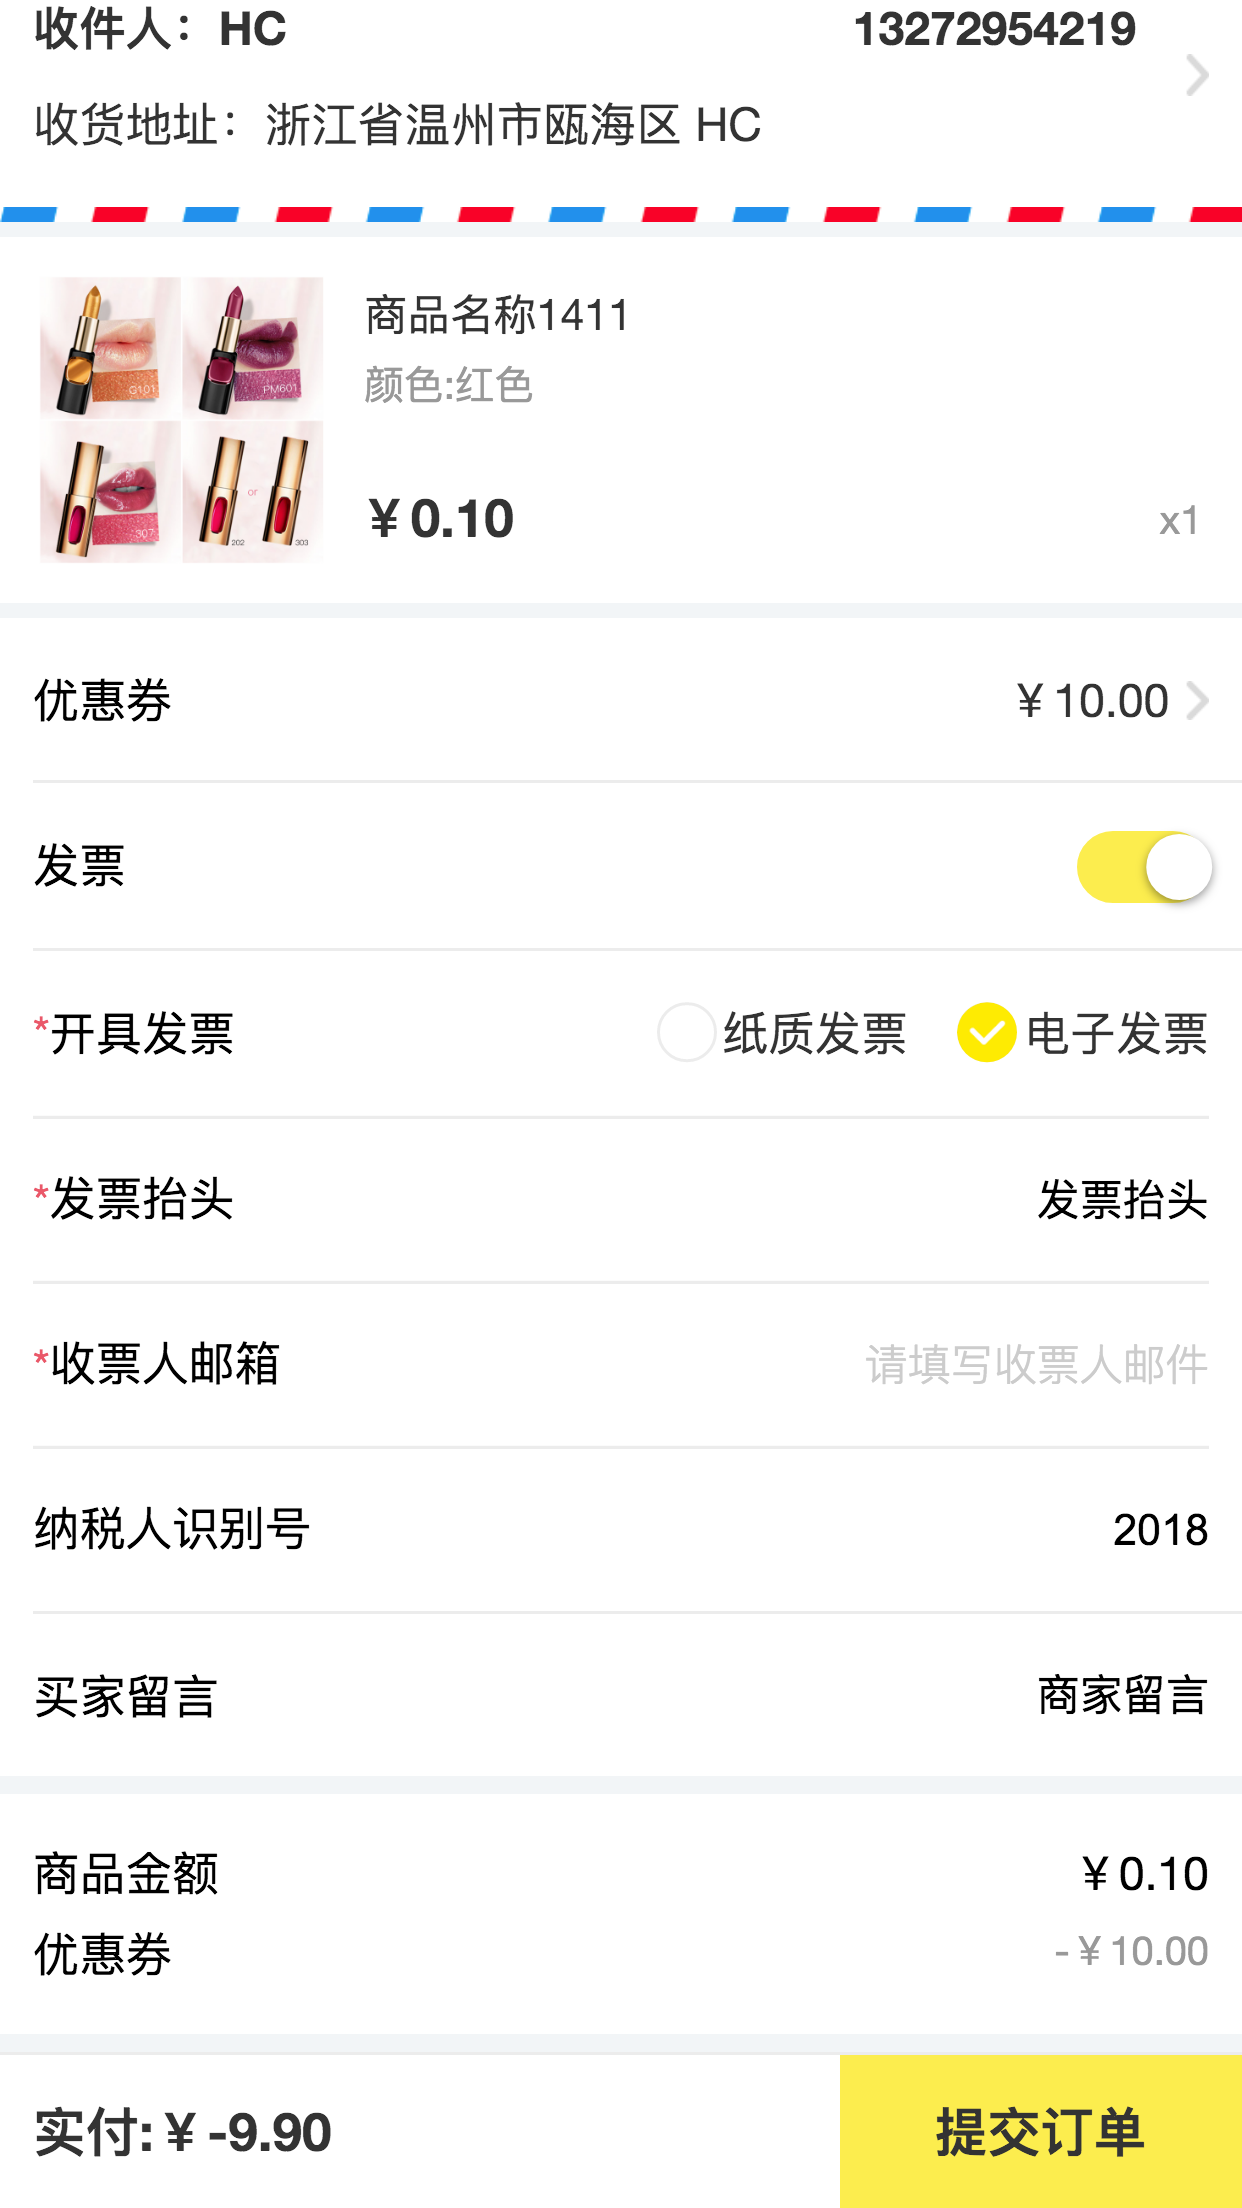 收件人：HC 13272954219
收货地址：浙江省温州市瓯海区 HC
商品名称1411
颜色:红色
G101
PM601
307
or
202
303
¥ 0.10 x1
优惠券 ¥ 10.00
发票
*开具发票 纸质发票 电子发票
*发票抬头 发票抬头
*收票人邮箱 请填写收票人邮件
纳税人识别号 2018
买家留言 商家留言
商品金额 ¥ 0.10
优惠券 - ¥ 10.00
实付: ¥ -9.90 提交订单